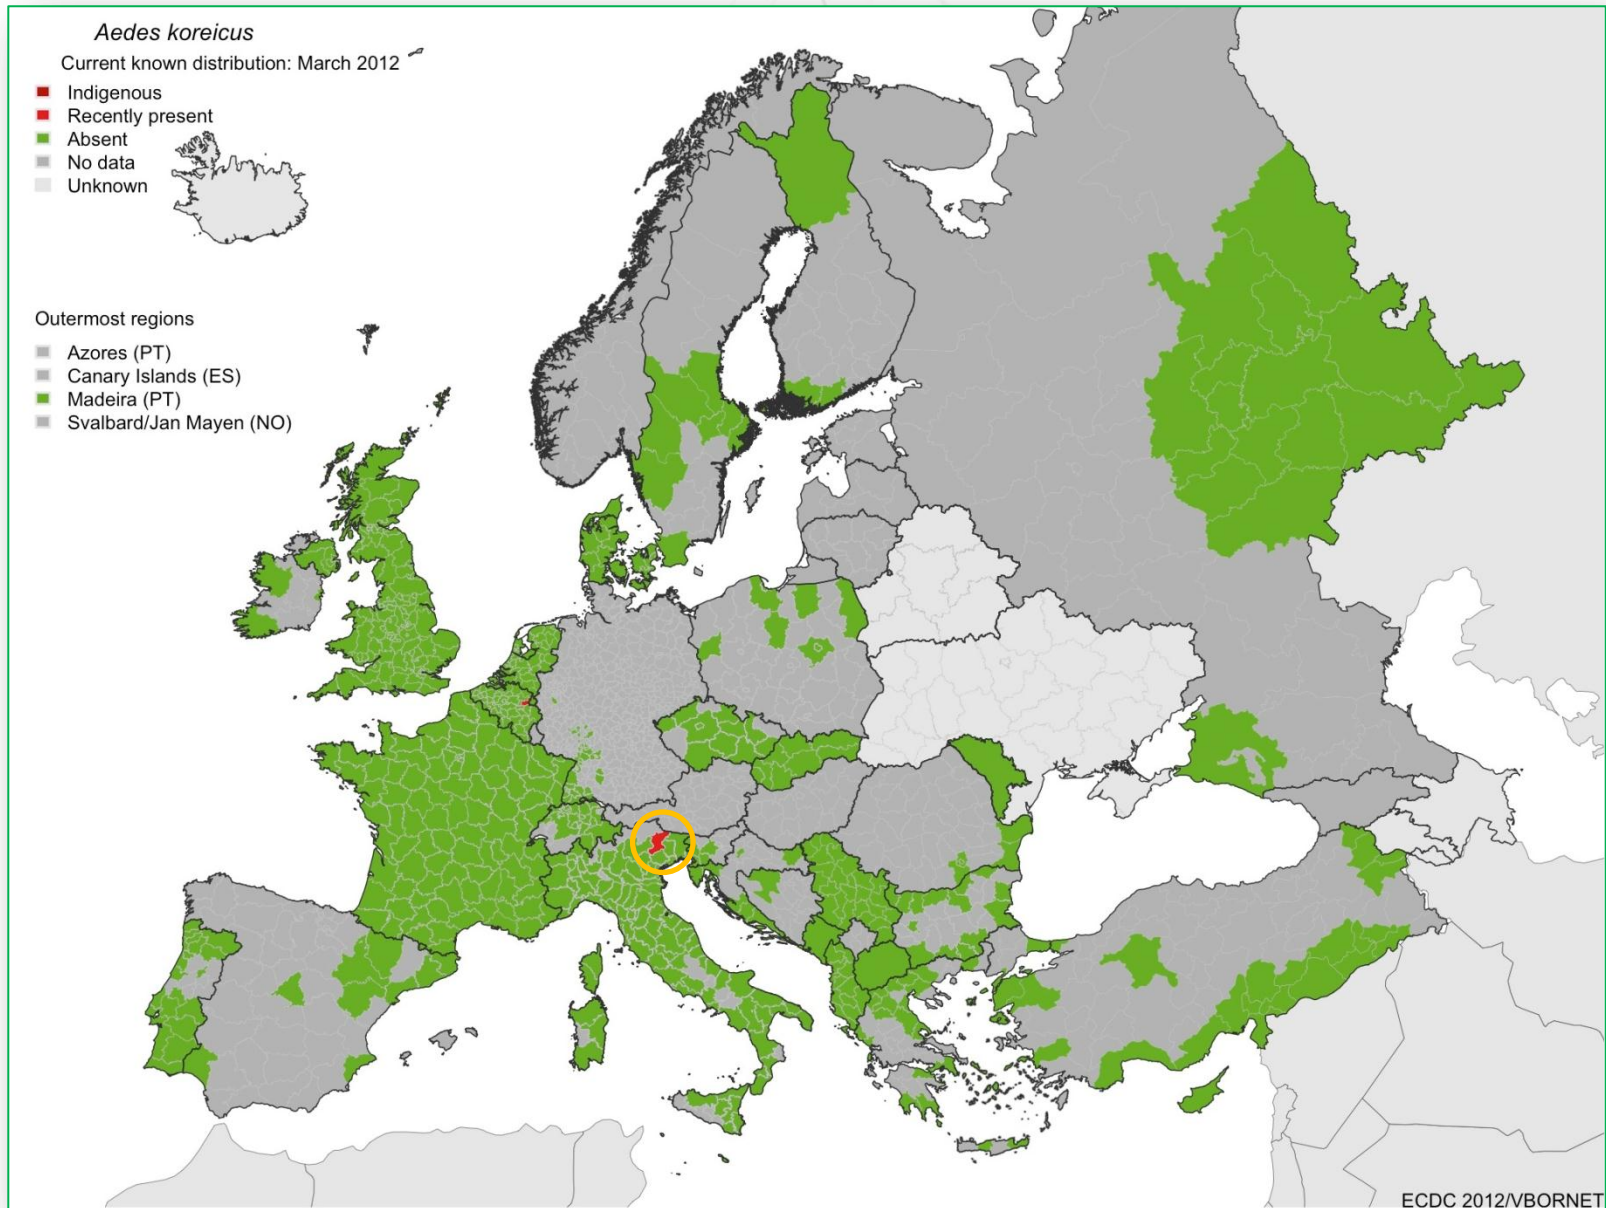 Aedes koreicus
Current known distribution: March 2012
Indigenous
Recently present
Absent
No data
Unknown
Outermost regions
Azores (PT)
Canary Islands (ES)
Madeira (PT)
Svalbard/Jan Mayen (NO)
ECDC 2012/VBORNET